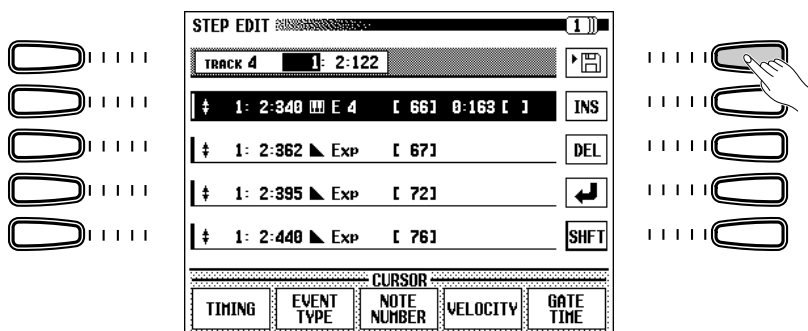 STEP EDIT 1
TRACK 4 1: 2:122
1: 2:340 E 4 [ 66] 0:163 [ ] INS
1: 2:362 Exp [ 67] DEL
1: 2:395 Exp [ 72]
1: 2:440 Exp [ 76] SHFT
CURSOR
TIMING EVENT TYPE NOTE NUMBER VELOCITY GATE TIME